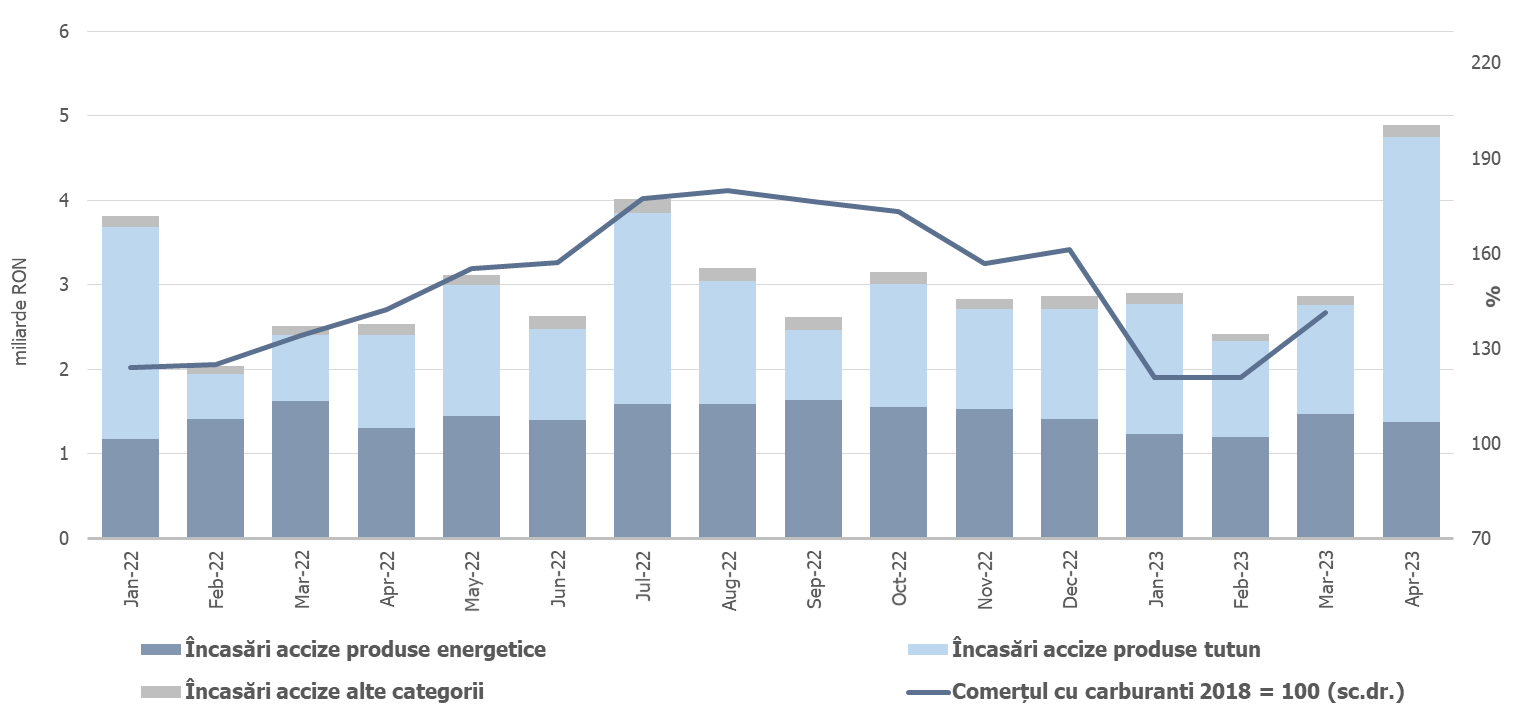 6
5
4
3
2
1
0
miliarde RON
220
190
160
130
100
70
%
Jan-22
Feb-22
Mar-22
Apr-22
May-22
Jun-22
Jul-22
Aug-22
Sep-22
Oct-22
Nov-22
Dec-22
Jan-23
Feb-23
Mar-23
Apr-23
Încasări accize produse energetice
Încasări accize produse tutun
Încasări accize alte categorii
Comerțul cu carburanti 2018 = 100 (sc.dr.)